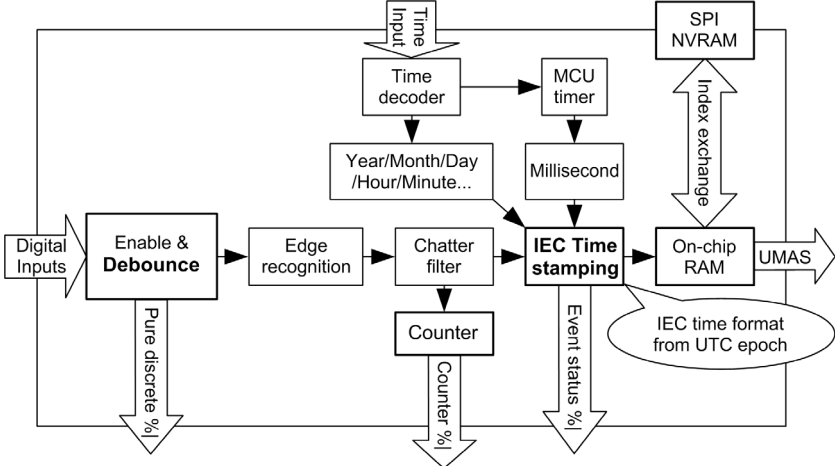 Time
Input
SPI
NVRAM
Time
decoder
MCU
timer
Index exchange
Year/Month/Day
/Hour/Minute...
Millisecond
Digital
Inputs
Enable &
Debounce
Edge
recognition
Chatter
filter
IEC Time
stamping
On-chip
RAM
UMAS
Pure discrete %|
Counter
Counter %|
Event status %|
IEC time format
from UTC epoch